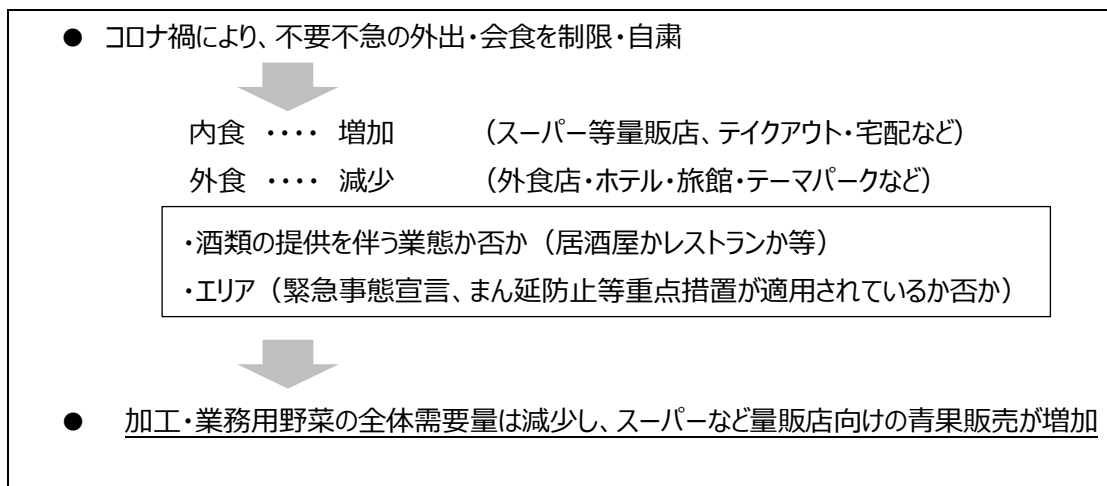 ● コロナ禍により、不要不急の外出・会食を制限・自粛
内食 ・・・・ 増加 （スーパー等量販店、テイクアウト・宅配など）
外食 ・・・・ 減少 （外食店・ホテル・旅館・テーマパークなど）
・酒類の提供を伴う業態か否か（居酒屋かレストランか等）
・エリア（緊急事態宣言、まん延防止等重点措置が適用されているか否か）
● 加工・業務用野菜の全体需要量は減少し、スーパーなど量販店向けの青果販売が増加